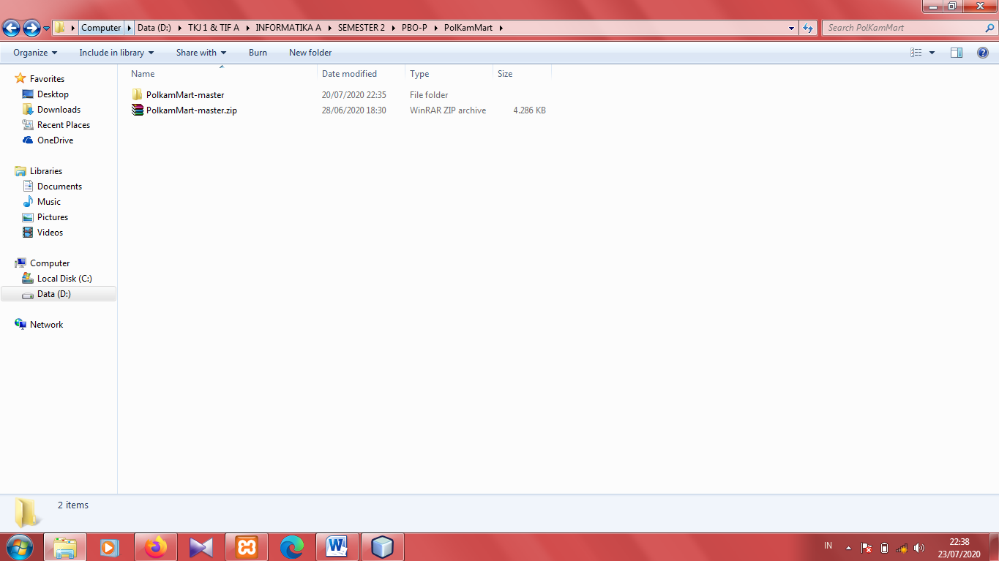 Computer Data (D:) TKJ 1 & TIF A INFORMATIKA A SEMESTER 2 PBO-P PolKamMart Search PolKamMart
Organize Include in library Share with Burn New folder
Name Date modified Type Size
PolkamMart-master 20/07/2020 22:35 File folder
PolkamMart-master.zip 28/06/2020 18:30 WinRAR ZIP archive 4.286 KB
Favorites
Desktop
Downloads
Recent Places
OneDrive
Libraries
Documents
Music
Pictures
Videos
Computer
Local Disk (C:)
Data (D:)
Network
2 items
IN 22:38
23/07/2020